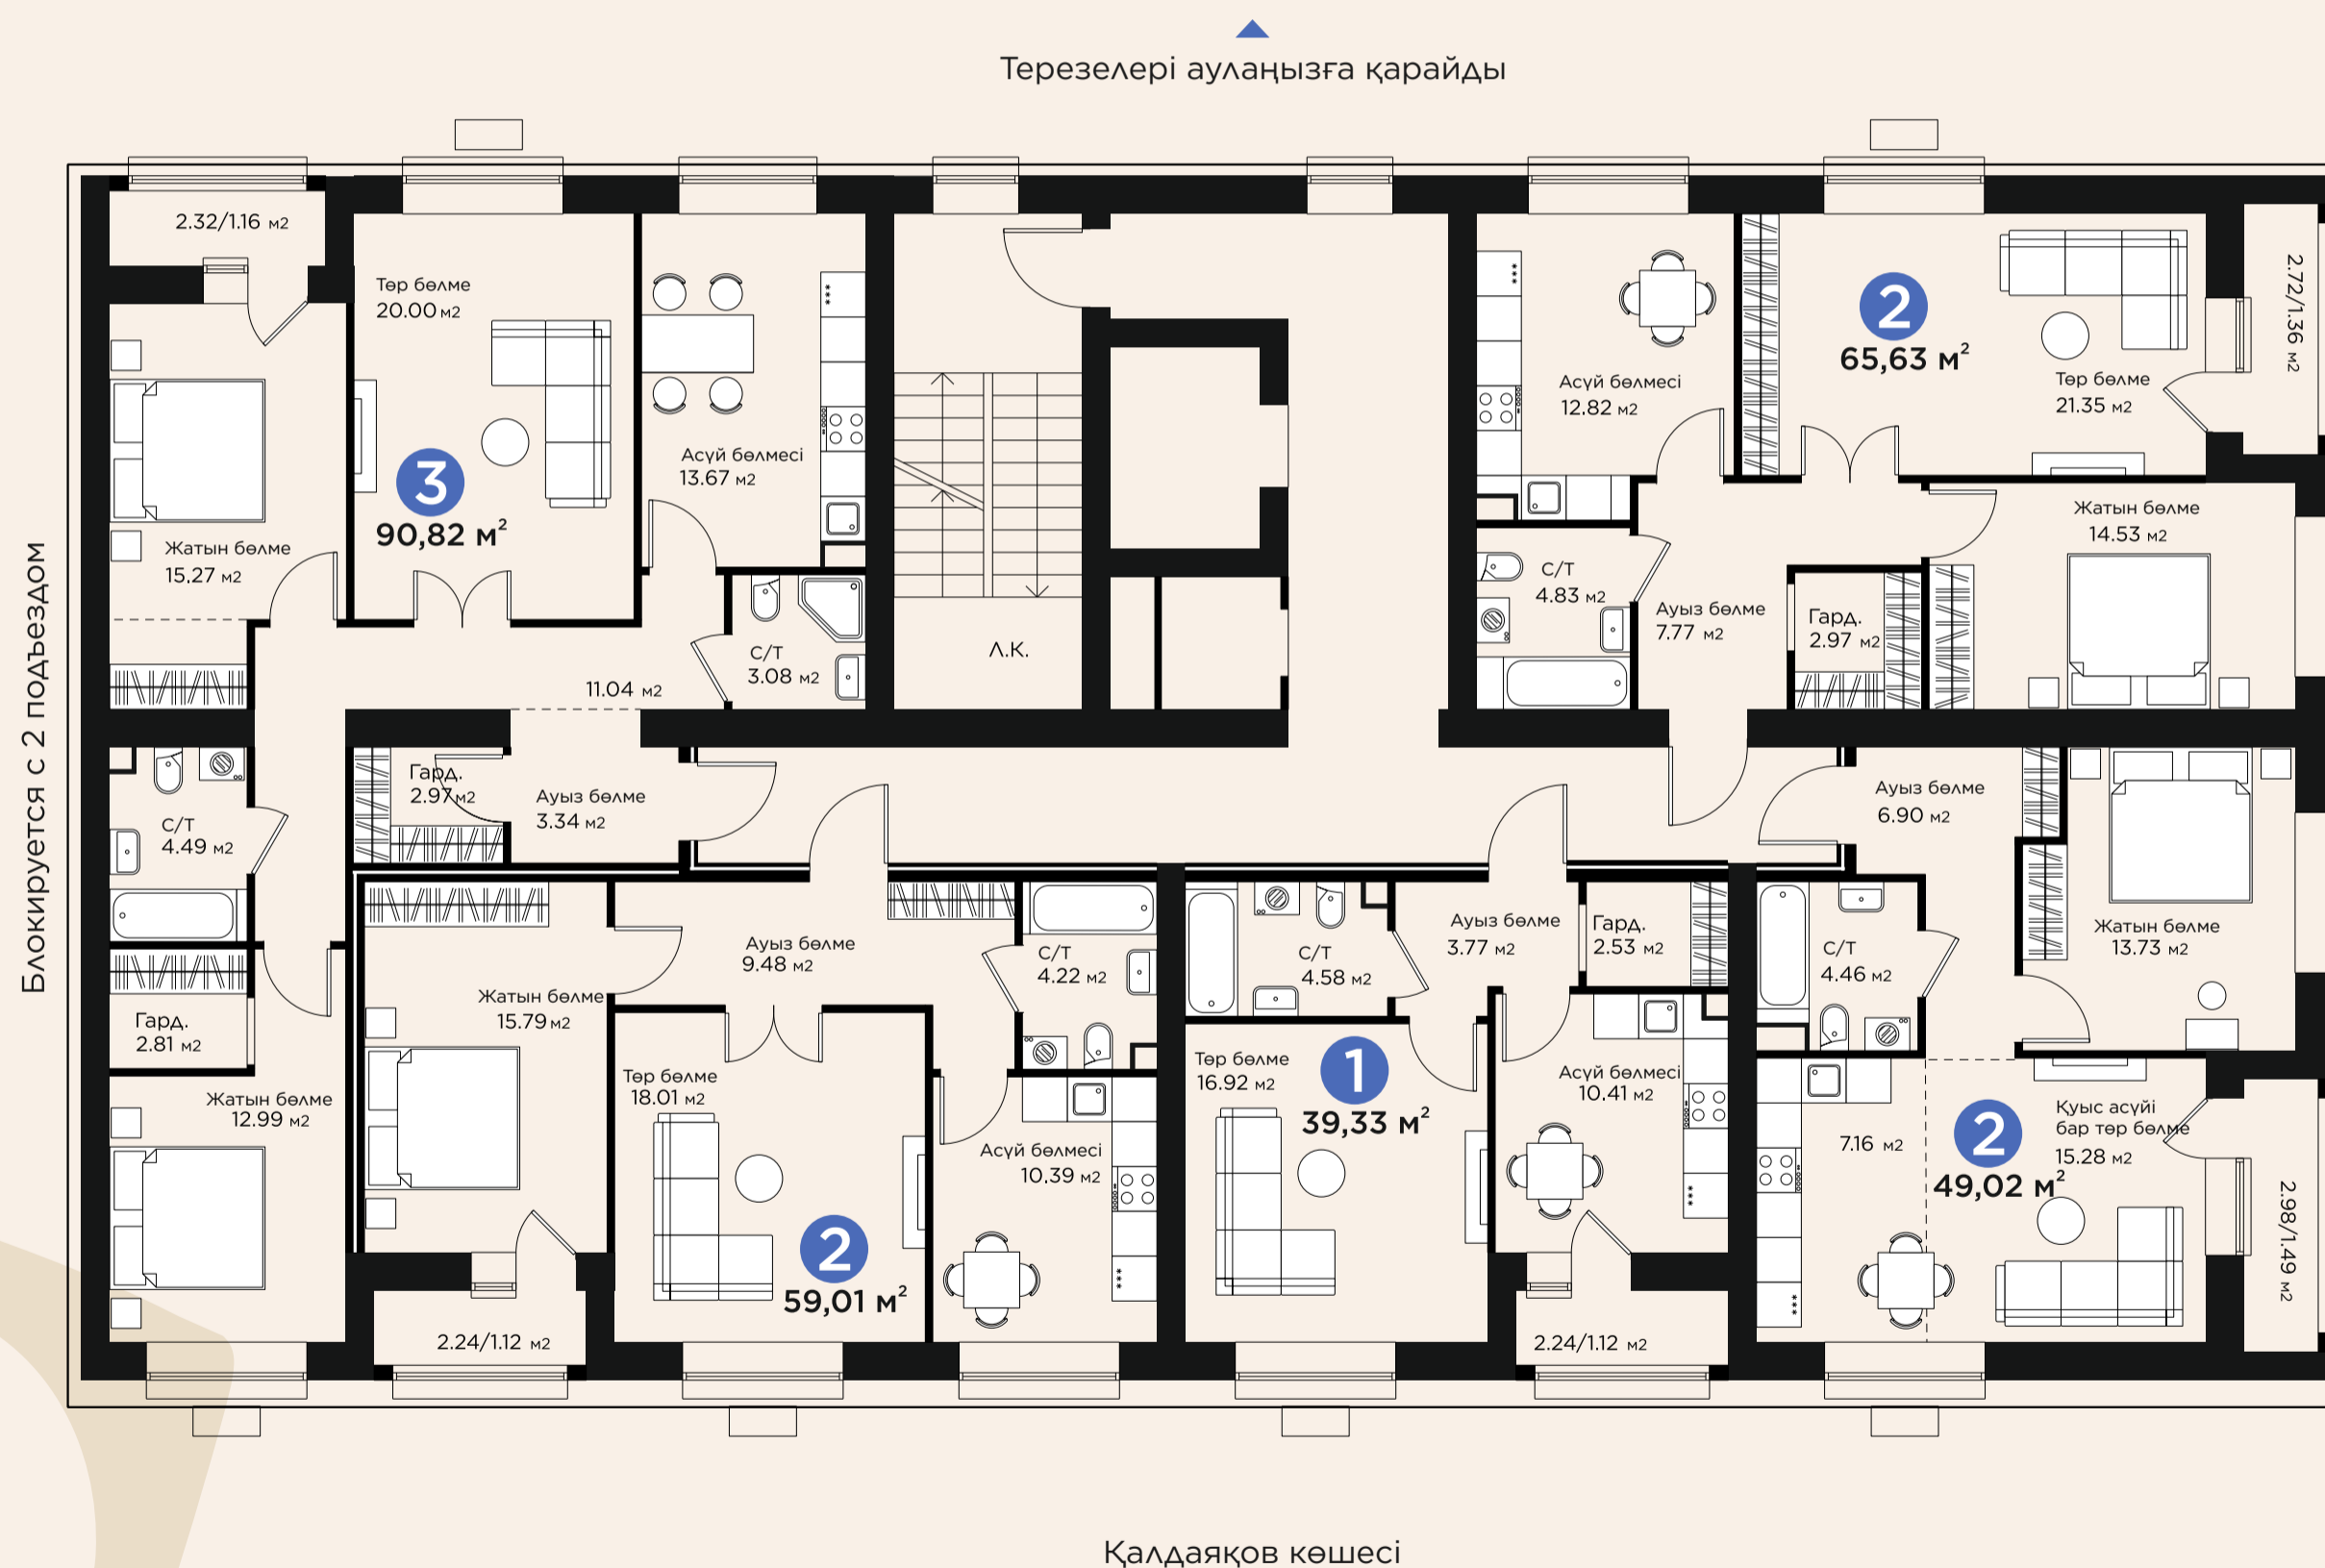 Терезелері аулаңызға қарайды
Блокируется с 2 подъездом
2.32/1.16 м2
Төр бөлме
20.00 м2
3
90,82 м²
Асүй бөлмесі
13.67 м2
Жатын бөлме
15.27 м2
11.04 м2
С/Т
3.08 м2
Л.К.
Асүй бөлмесі
12.82 м2
2
65,63 м²
Төр бөлме
21.35 м2
2.72/1.36 м2
Жатын бөлме
14.53 м2
С/Т
4.83 м2
Ауыз бөлме
7.77 м2
Гард.
2.97 м2
С/Т
4.49 м2
Гард.
2.97 м2
Ауыз бөлме
3.34 м2
Ауыз бөлме
6.90 м2
Жатын бөлме
13.73 м2
Гард.
2.81 м2
Жатын бөлме
12.99 м2
Жатын бөлме
15.79 м2
Ауыз бөлме
9.48 м2
С/Т
4.22 м2
Төр бөлме
18.01 м2
2
59,01 м²
Асүй бөлмесі
10.39 м2
2.24/1.12 м2
С/Т
4.58 м2
Ауыз бөлме
3.77 м2
Гард.
2.53 м2
Төр бөлме
16.92 м2
1
39,33 м²
Асүй бөлмесі
10.41 м2
2.24/1.12 м2
С/Т
4.46 м2
7.16 м2
2
49,02 м²
Қуыс асүйі
бар төр бөлме
15.28 м2
2.98/1.49 м2
Қалдаяқов көшесі